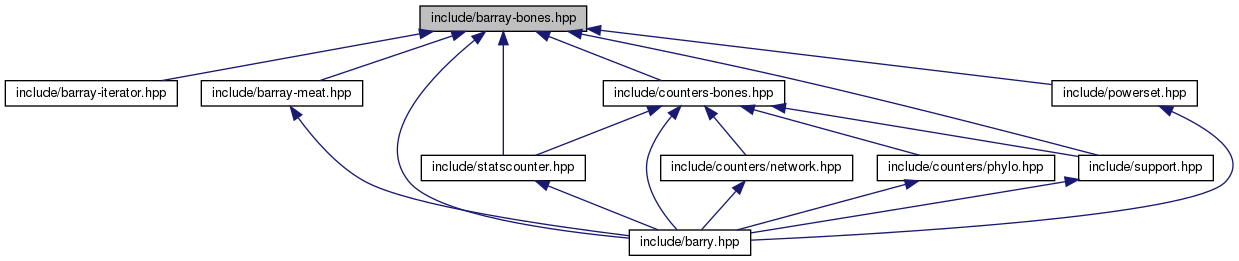 include/barray-bones.hpp
include/barray-iterator.hpp
include/barray-meat.hpp
include/counters-bones.hpp
include/powerset.hpp
include/statscounter.hpp
include/counters/network.hpp
include/counters/phylo.hpp
include/support.hpp
include/barry.hpp